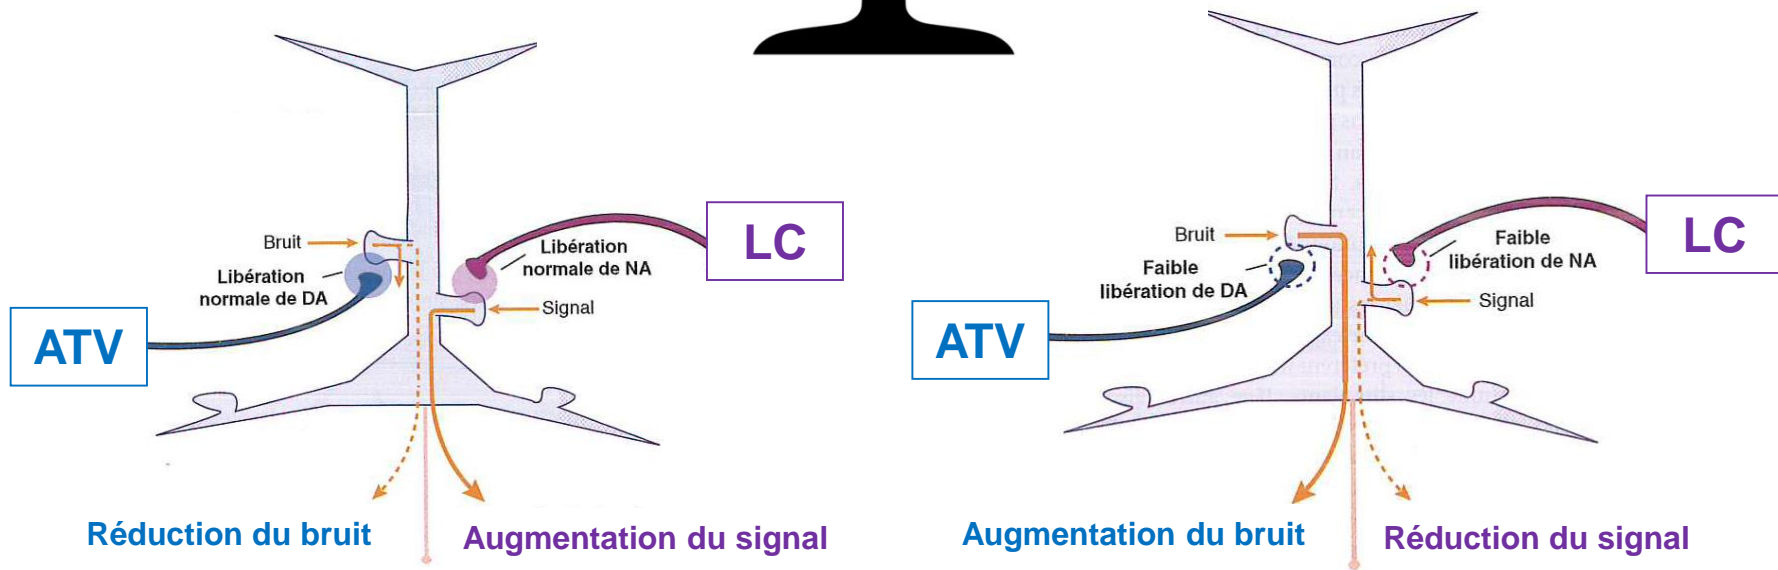 Bruit
Libération
normale de DA
Libération
normale de NA
Signal
LC
ATV
Réduction du bruit
Augmentation du signal
Bruit
Faible
libération de DA
Faible
libération de NA
Signal
LC
ATV
Augmentation du bruit
Réduction du signal